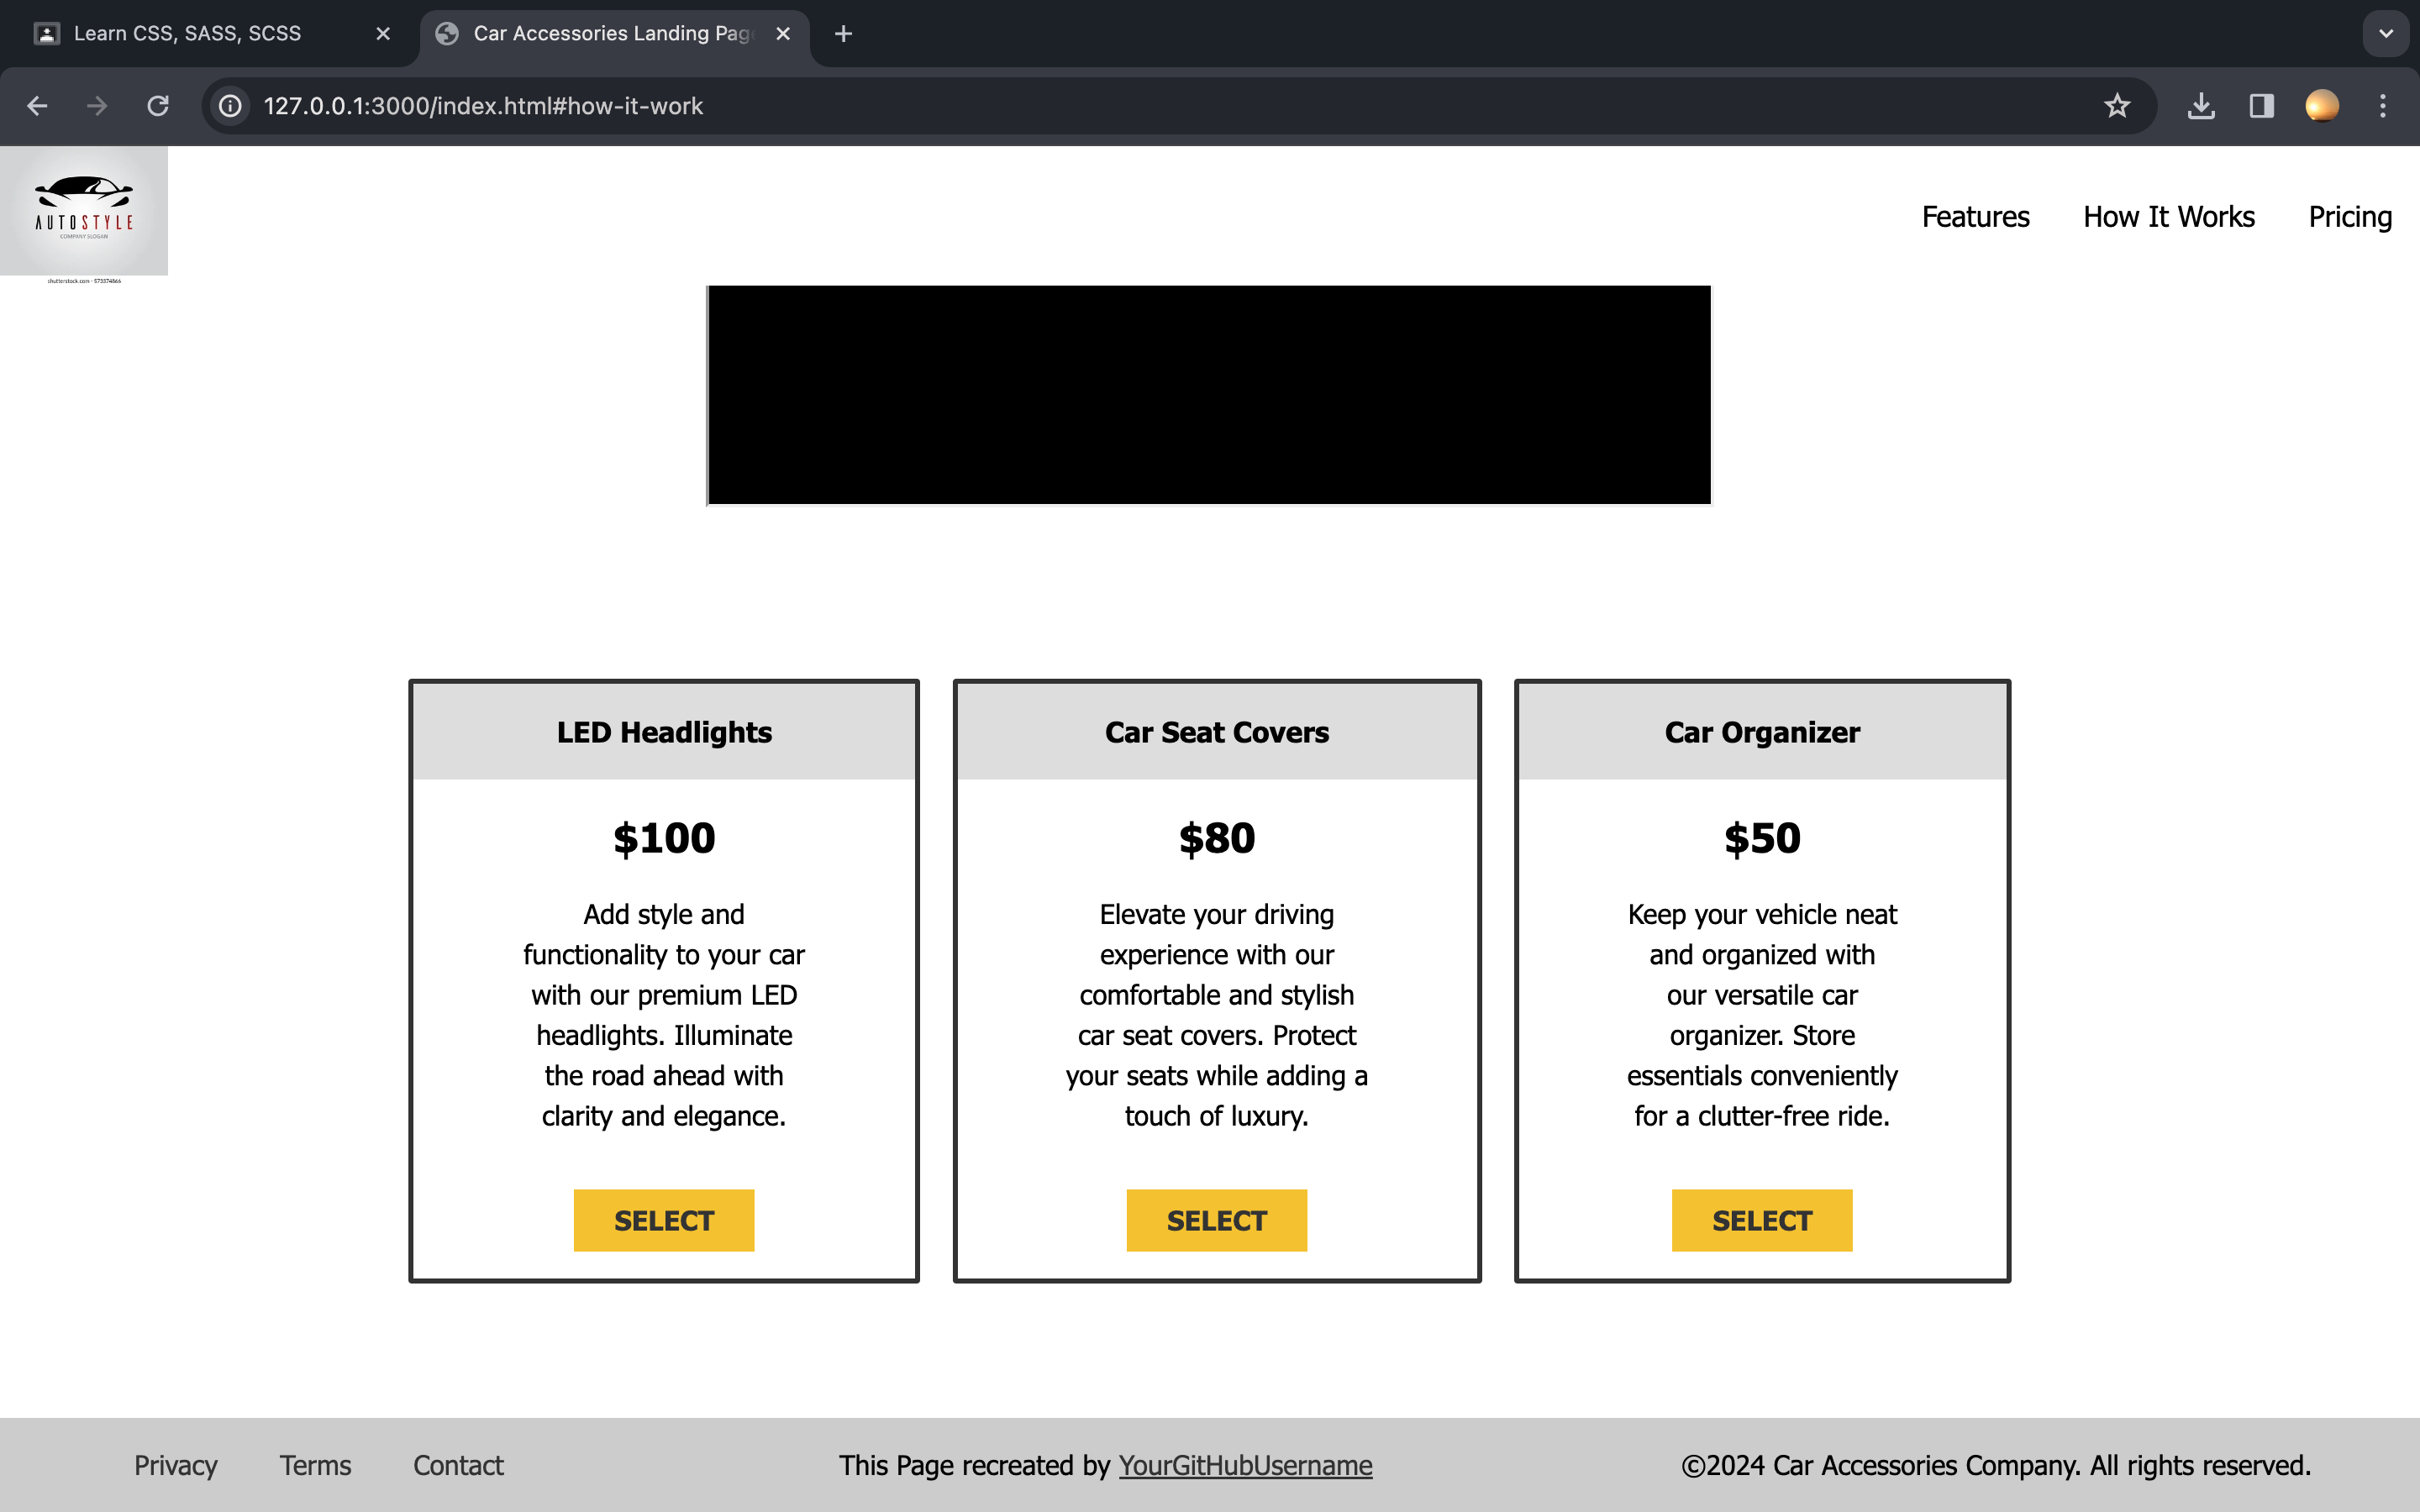 Learn CSS, SASS, SCSS
Car Accessories Landing Pag
127.0.0.1:3000/index.html#how-it-work
AUTOSTYLE
COMPANY SLOGAN
shutterstock.com · 573374866
Features How It Works Pricing
LED Headlights
$100
Add style and
functionality to your car
with our premium LED
headlights. Illuminate
the road ahead with
clarity and elegance.
SELECT
Car Seat Covers
$80
Elevate your driving
experience with our
comfortable and stylish
car seat covers. Protect
your seats while adding a
touch of luxury.
SELECT
Car Organizer
$50
Keep your vehicle neat
and organized with
our versatile car
organizer. Store
essentials conveniently
for a clutter-free ride.
SELECT
Privacy Terms Contact
This Page recreated by YourGitHubUsername
©2024 Car Accessories Company. All rights reserved.